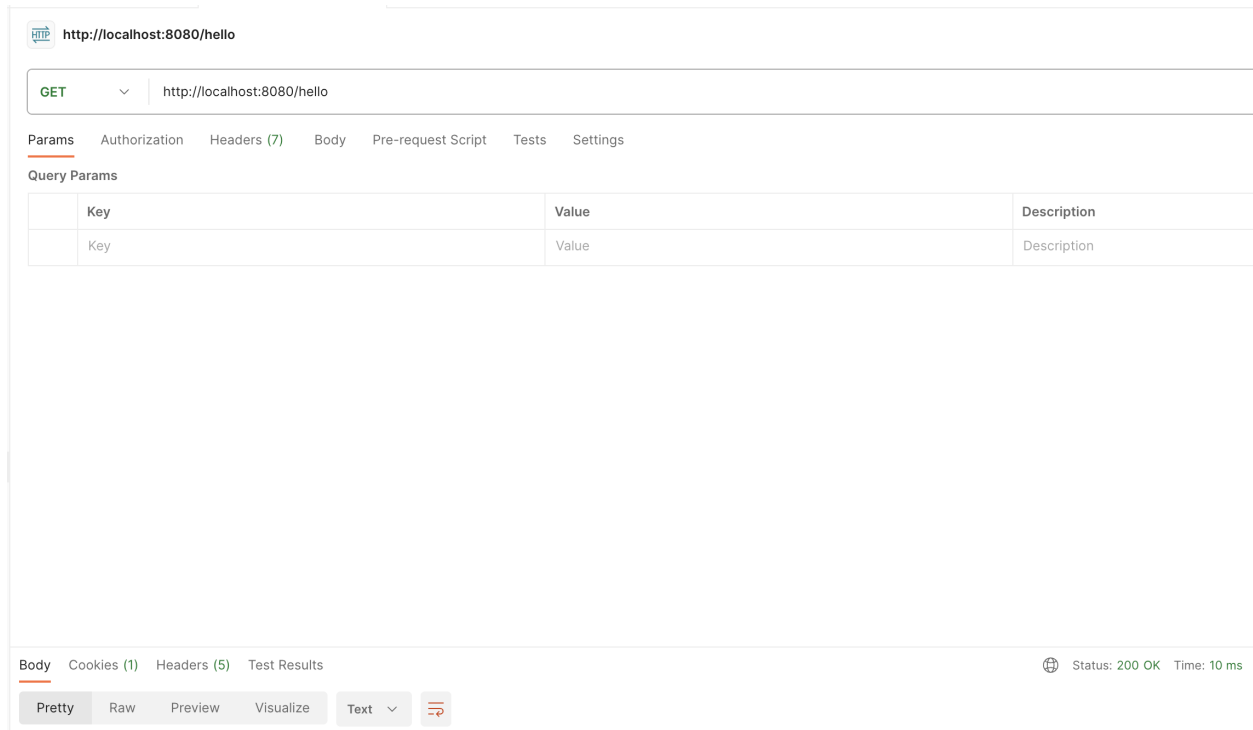 HTTP http://localhost:8080/hello
GET http://localhost:8080/hello
Params Authorization Headers (7) Body Pre-request Script Tests Settings
Query Params
Key Value Description
Key Value Description
Body Cookies (1) Headers (5) Test Results Status: 200 OK Time: 10 ms
Pretty Raw Preview Visualize Text